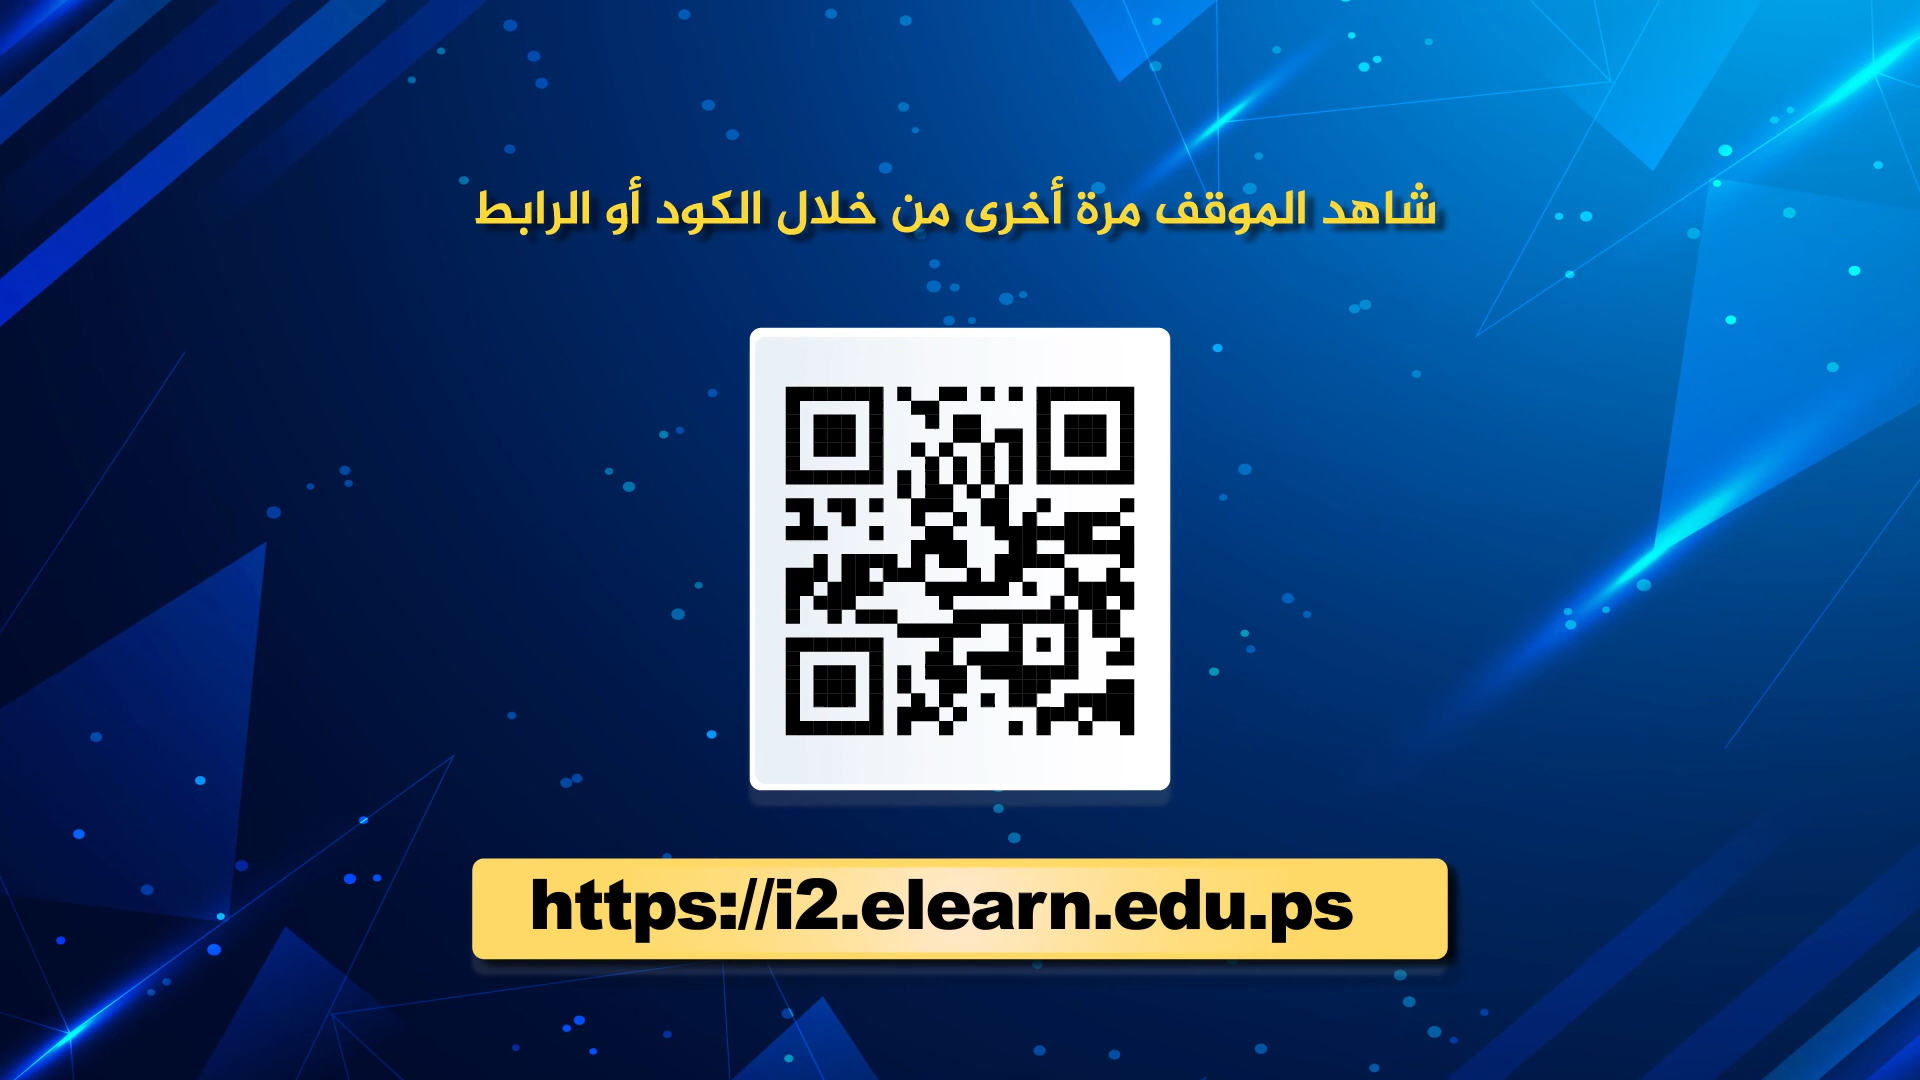 شاهد الموقف مرة أخرى من خلال الكود أو الرابط
https://i2.elearn.edu.ps